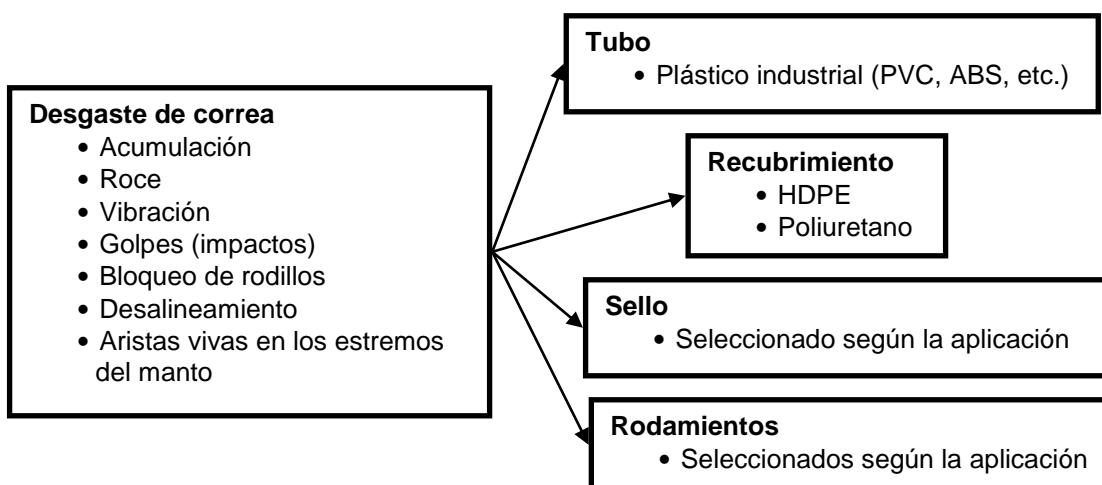 Desgaste de correa
• Acumulación
• Roce
• Vibración
• Golpes (impactos)
• Bloqueo de rodillos
• Desalineamiento
• Aristas vivas en los estremos
del manto
Tubo
• Plástico industrial (PVC, ABS, etc.)
Recubrimiento
• HDPE
• Poliuretano
Sello
• Seleccionado según la aplicación
Rodamientos
• Seleccionados según la aplicación